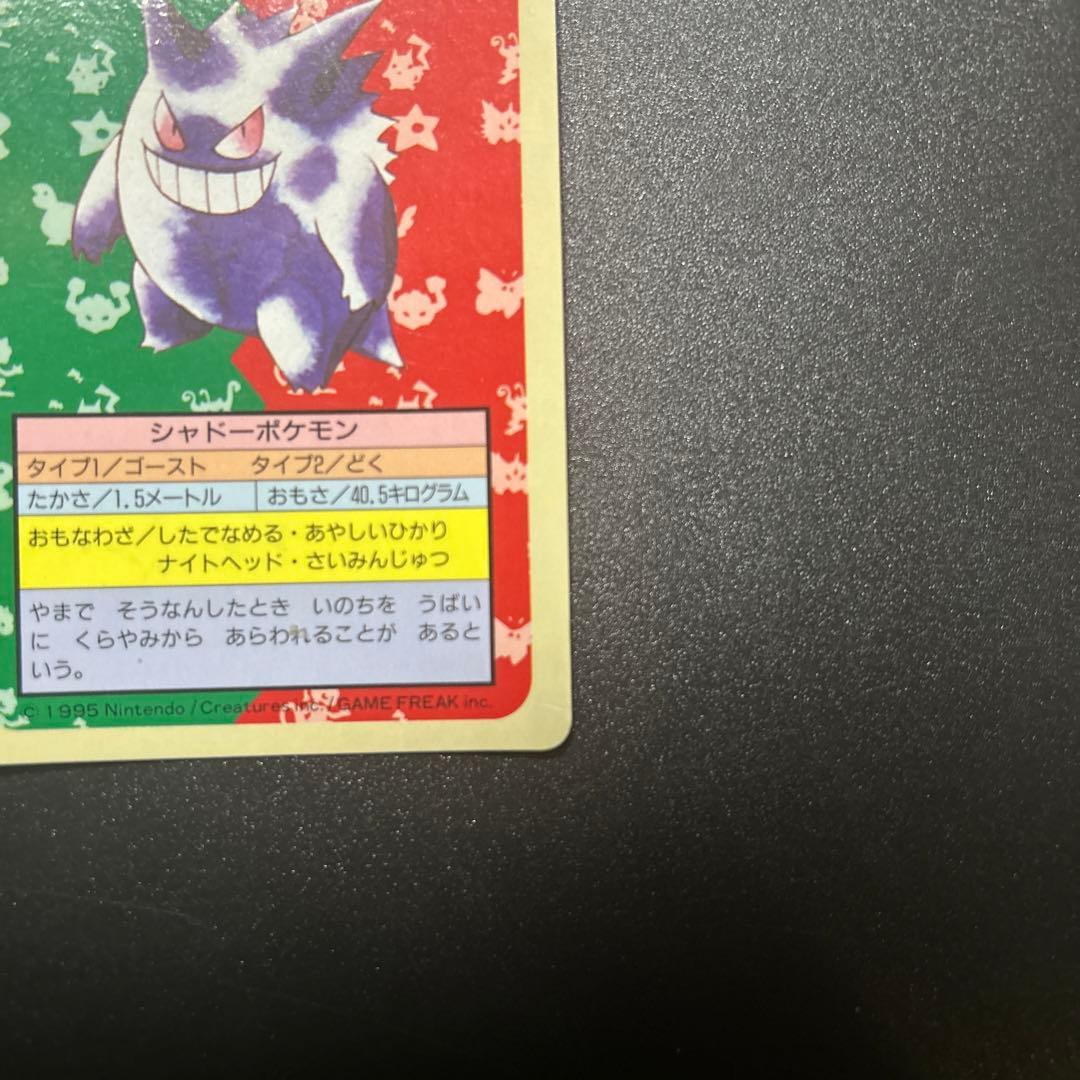 シャドーポケモン
タイプ1/ゴースト　タイプ2/どく
たかさ/1.5メートル　おもさ/40.5キログラム
おもなわざ/したでなめる・あやしいひかり
ナイトヘッド・さいみんじゅつ
やまで　そうなんしたとき　いのちを　うばい
に　くらやみから　あらわれることが　あると
いう。
© 1995 Nintendo / Creatures inc. / GAME FREAK inc.